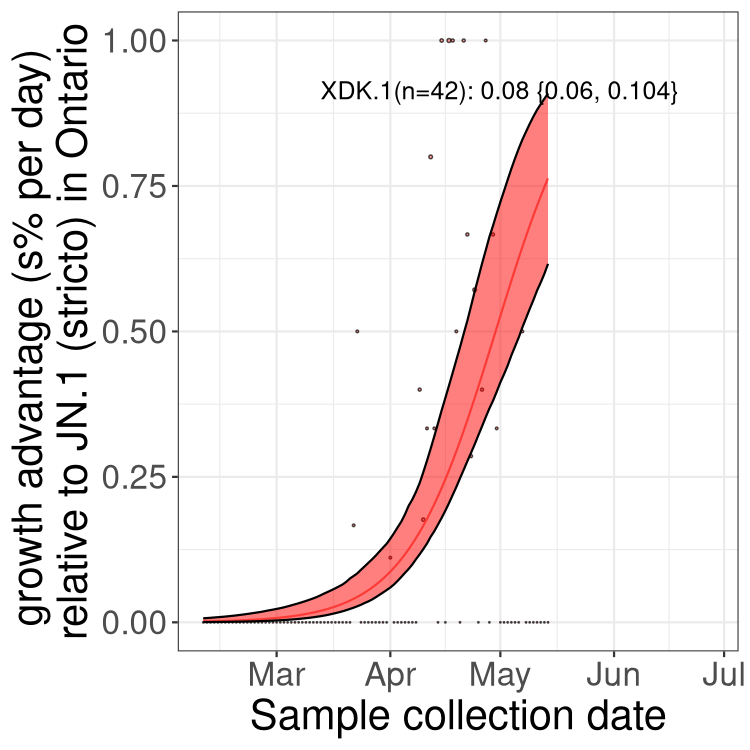 growth advantage (s% per day)
relative to JN.1 (stricto) in Ontario
1.00
0.75
0.50
0.25
0.00
XDK.1(n=42): 0.08 {0.06, 0.104}
Mar Apr May Jun Jul
Sample collection date